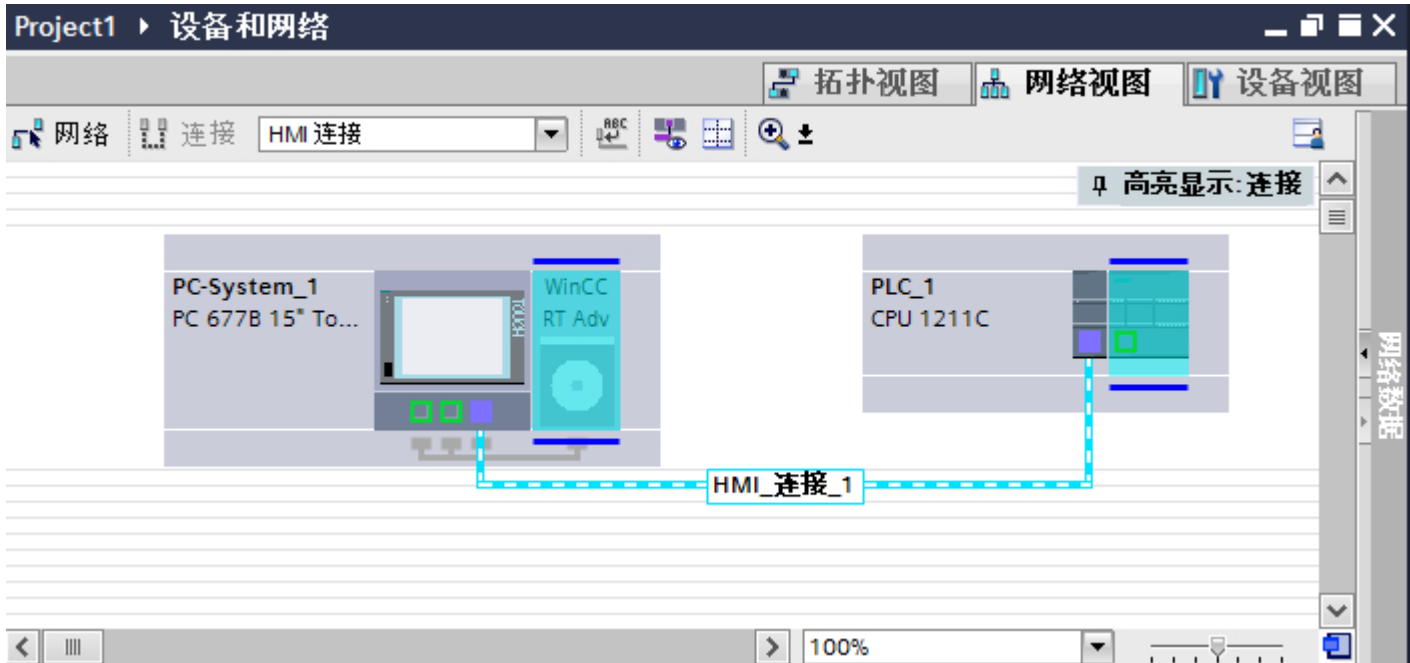 Project1 ▸ 设备和网络
拓扑视图 网络视图 设备视图
网络 连接 HMI 连接
ABC
高亮显示:连接
PC-System_1
PC 677B 15" To...
TOUCH
WinCC
RT Adv
PLC_1
CPU 1211C
HMI_连接_1
网络数据
100%